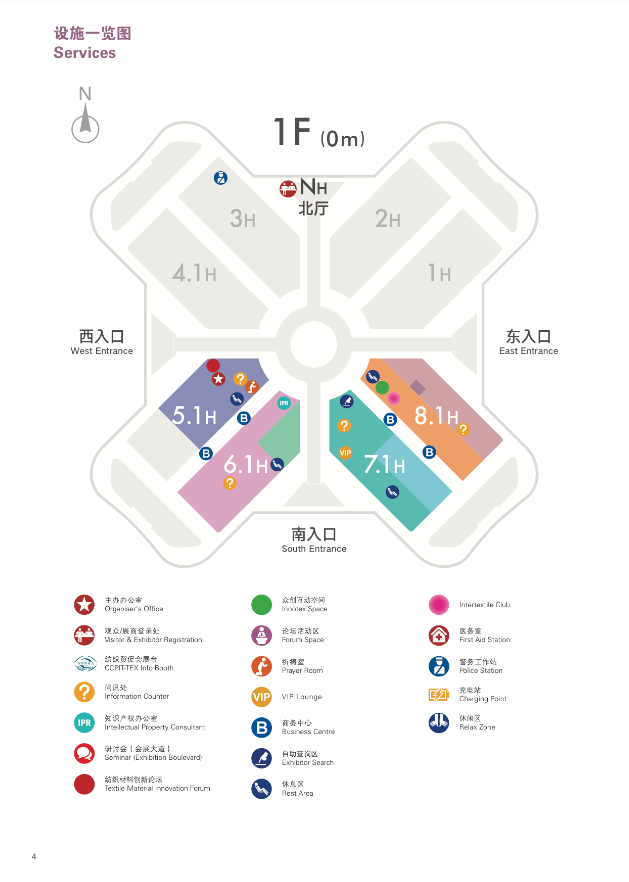 设施一览图
Services
N
1F (0m)
NH
北厅
3H
2H
4.1H
1H
西入口
West Entrance
东入口
East Entrance
5.1H
B
IPR
6.1H
B
VIP
7.1H
B
8.1H
B
南入口
South Entrance
主办办公室
Organiser's Office
观众/展商登录处
Visitor & Exhibitor Registration
纺织贸促会展台
CCPIT-TEX Info Booth
?
问讯处
Information Counter
IPR
知识产权办公室
Intellectual Property Consultant
研讨会（会展大道）
Seminar (Exhibition Boulevard)
纺织材料创新论坛
Textile Material Innovation Forum
众创互动空间
Innotex Space
论坛活动区
Forum Space
祈祷室
Prayer Room
VIP
VIP Lounge
B
商务中心
Business Centre
自助查询区
Exhibitor Search
休息区
Rest Area
Intertextile Club
医务室
First Aid Station
警务工作站
Police Station
充电站
Charging Point
休闲区
Relax Zone
4